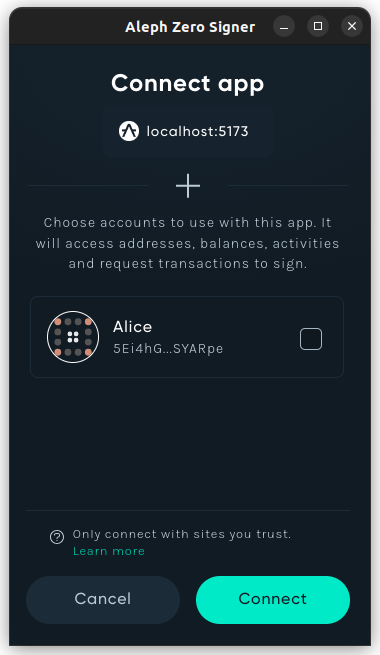 Aleph Zero Signer
Connect app
localhost:5173
Choose accounts to use with this app. It
will access addresses, balances, activities
and request transactions to sign.
Alice
5Ei4hG...SYARpe
Only connect with sites you trust.
Learn more
Cancel
Connect